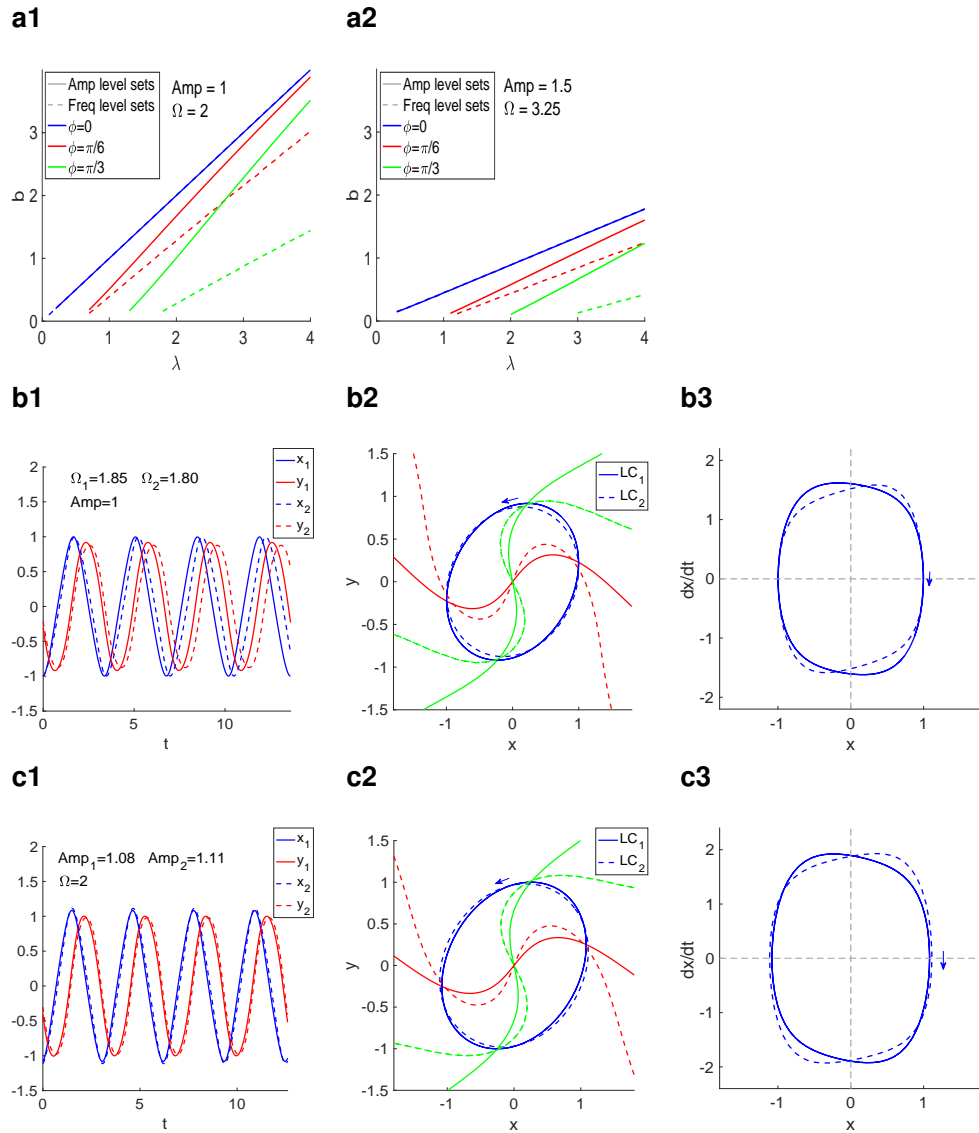 a1
a2
Amp level sets
Freq level sets
ϕ=0
ϕ=π/6
ϕ=π/3
Amp = 1
Ω = 2
b
3
2
1
0
0
1
2
3
4
λ
Amp level sets
Freq level sets
ϕ=0
ϕ=π/6
ϕ=π/3
Amp = 1.5
Ω = 3.25
b
3
2
1
0
0
1
2
3
4
λ
b1
b2
b3
Ω1=1.85 Ω2=1.80
Amp=1
x1
y1
x2
y2
2
1.5
1
0.5
0
-0.5
-1
-1.5
0
5
10
t
LC1
LC2
y
1.5
1
0.5
0
-0.5
-1
-1.5
-1
0
1
x
dx/dt
2
1
0
-1
-2
-1
0
1
x
c1
c2
c3
Amp1=1.08 Amp2=1.11
Ω=2
x1
y1
x2
y2
2
1.5
1
0.5
0
-0.5
-1
-1.5
0
5
10
t
LC1
LC2
y
1.5
1
0.5
0
-0.5
-1
-1.5
-1
0
1
x
dx/dt
2
1
0
-1
-2
-1
0
1
x